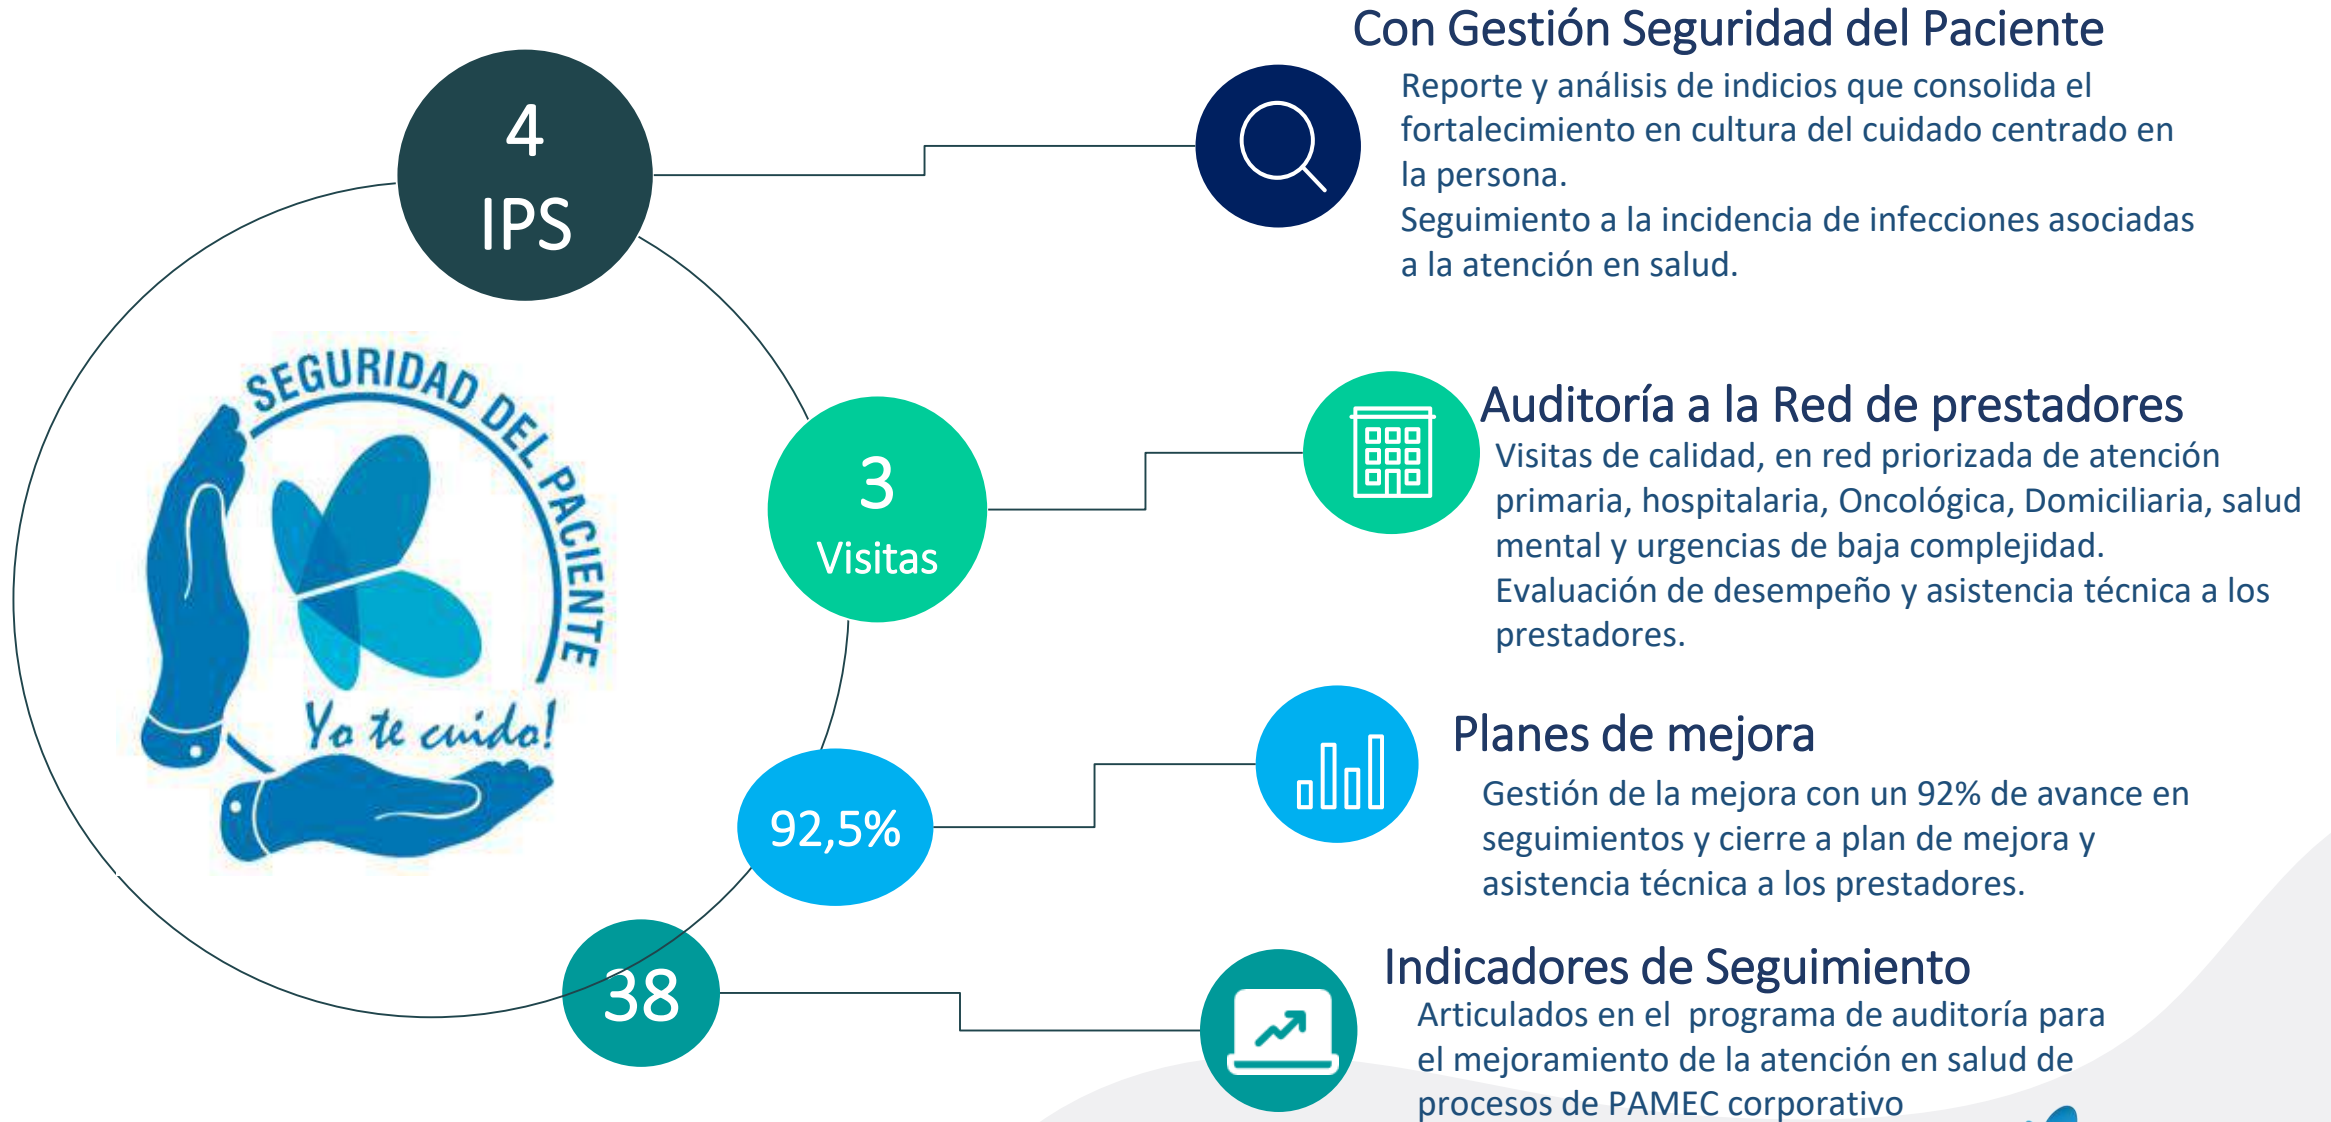 4
IPS
Con Gestión Seguridad del Paciente
Reporte y análisis de indicios que consolida el
fortalecimiento en cultura del cuidado centrado en
la persona.
Seguimiento a la incidencia de infecciones asociadas
a la atención en salud.
SEGURIDAD DEL PACIENTE
Yo te cuido!
3
Visitas
Auditoría a la Red de prestadores
Visitas de calidad, en red priorizada de atención
primaria, hospitalaria, Oncológica, Domiciliaria, salud
mental y urgencias de baja complejidad.
Evaluación de desempeño y asistencia técnica a los
prestadores.
92,5%
Planes de mejora
Gestión de la mejora con un 92% de avance en
seguimientos y cierre a plan de mejora y
asistencia técnica a los prestadores.
38
Indicadores de Seguimiento
Articulados en el programa de auditoría para
el mejoramiento de la atención en salud de
procesos de PAMEC corporativo